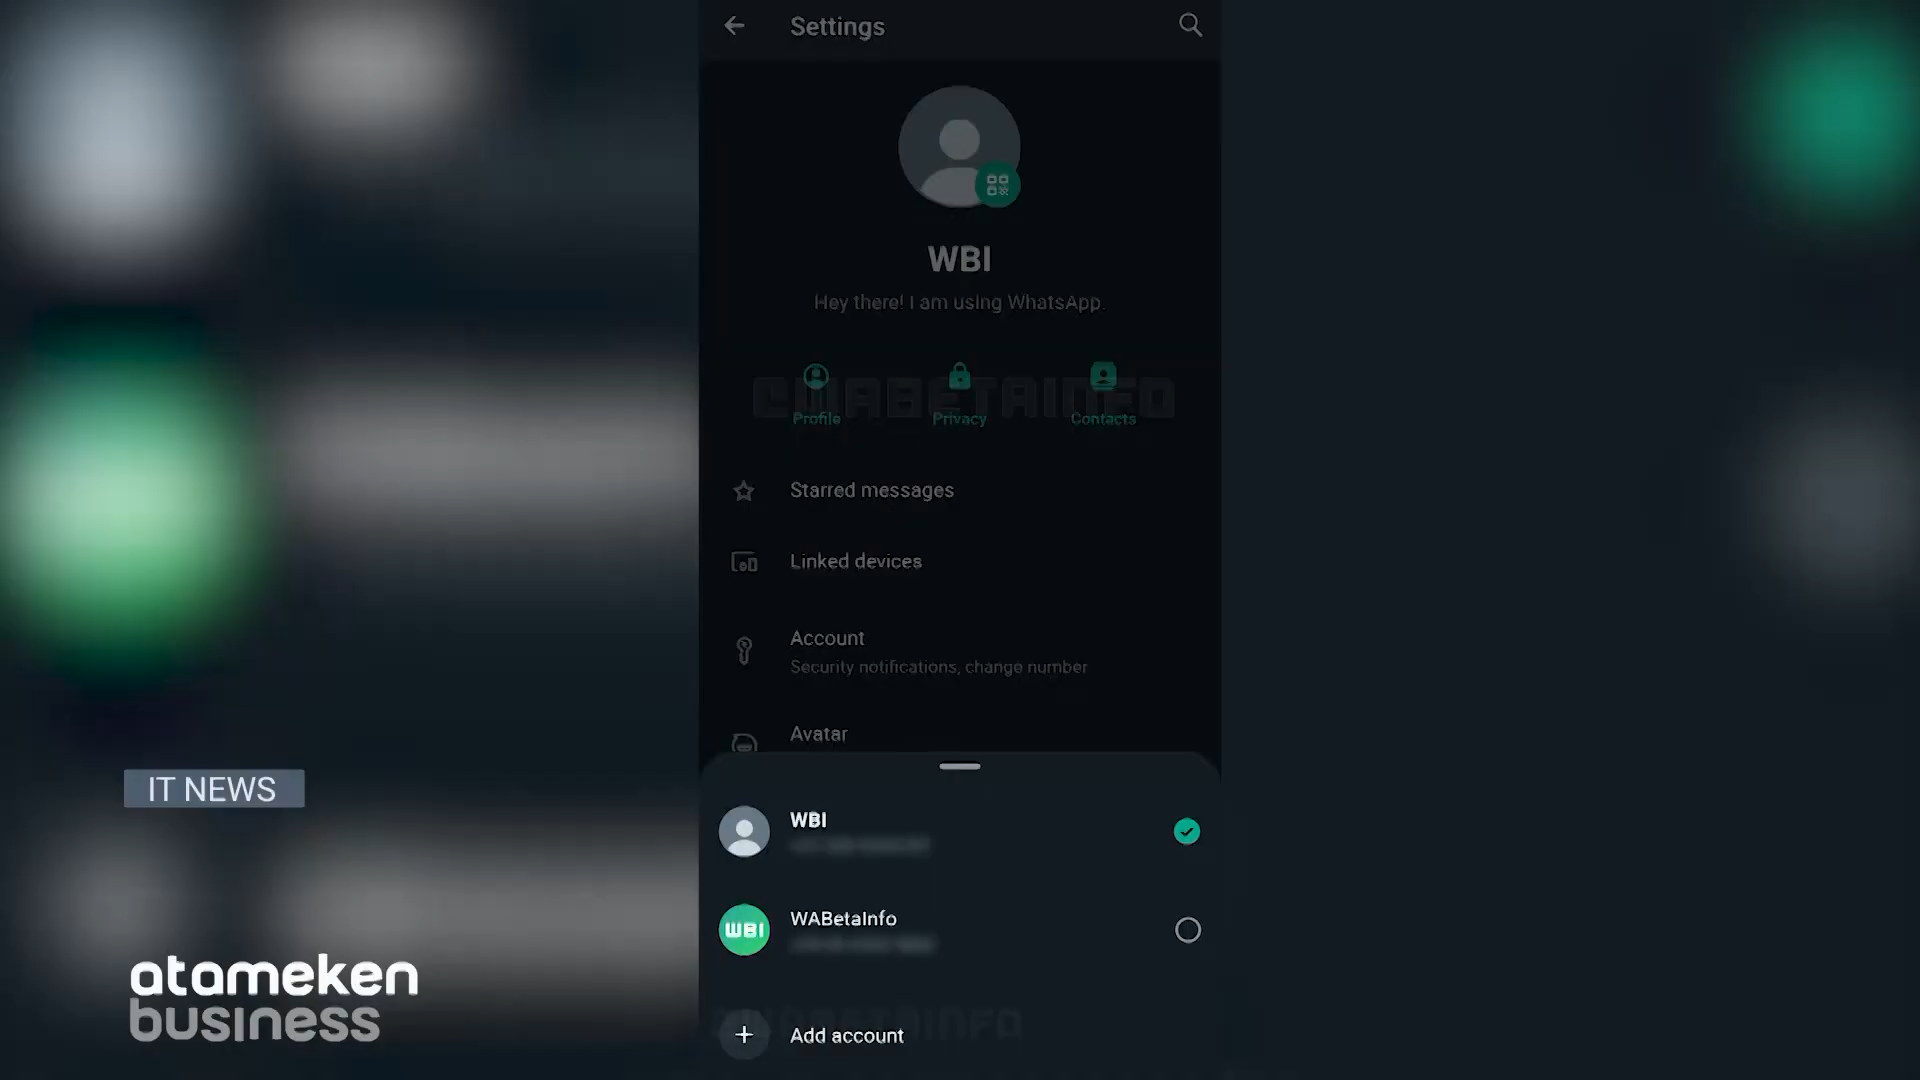 Settings
WBI
Hey there! I am using WhatsApp.
@WABETAINFO
Profile Privacy Contacts
Starred messages
Linked devices
Account
Security notifications, change number
Avatar
WBI
WBI
WABetaInfo
Add account
IT NEWS
atameken
business